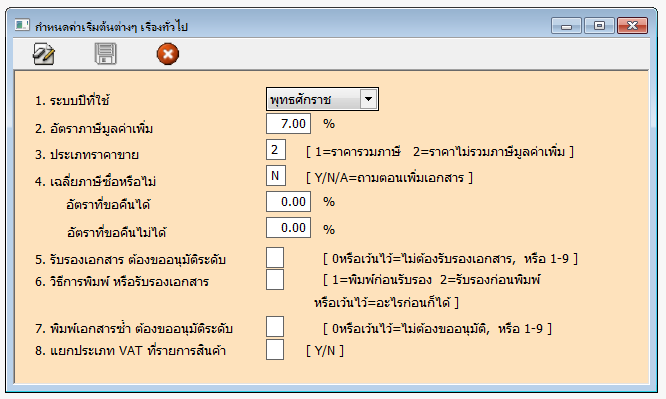 กำหนดค่าเริ่มต้นต่างๆ เรื่องทั่วไป
1. ระบบปีที่ใช้ พุทธศักราช
2. อัตราภาษีมูลค่าเพิ่ม 7.00 %
3. ประเภทราคาขาย 2 [ 1=ราคารวมภาษี 2=ราคาไม่รวมภาษีมูลค่าเพิ่ม ]
4. เฉลี่ยภาษีซื้อหรือไม่ N [ Y/N/A=ถามตอนเพิ่มเอกสาร ]
อัตราที่ขอคืนได้ 0.00 %
อัตราที่ขอคืนไม่ได้ 0.00 %
5. รับรองเอกสาร ต้องขออนุมัติระดับ [ 0หรือเว้นไว้=ไม่ต้องรับรองเอกสาร, หรือ 1-9 ]
6. วิธีการพิมพ์ หรือรับรองเอกสาร [ 1=พิมพ์ก่อนรับรอง 2=รับรองก่อนพิมพ์
หรือเว้นไว้=อะไรก่อนก็ได้ ]
7. พิมพ์เอกสารซ้ำ ต้องขออนุมัติระดับ [ 0หรือเว้นไว้=ไม่ต้องขออนุมัติ, หรือ 1-9 ]
8. แยกประเภท VAT ที่รายการสินค้า [ Y/N ]